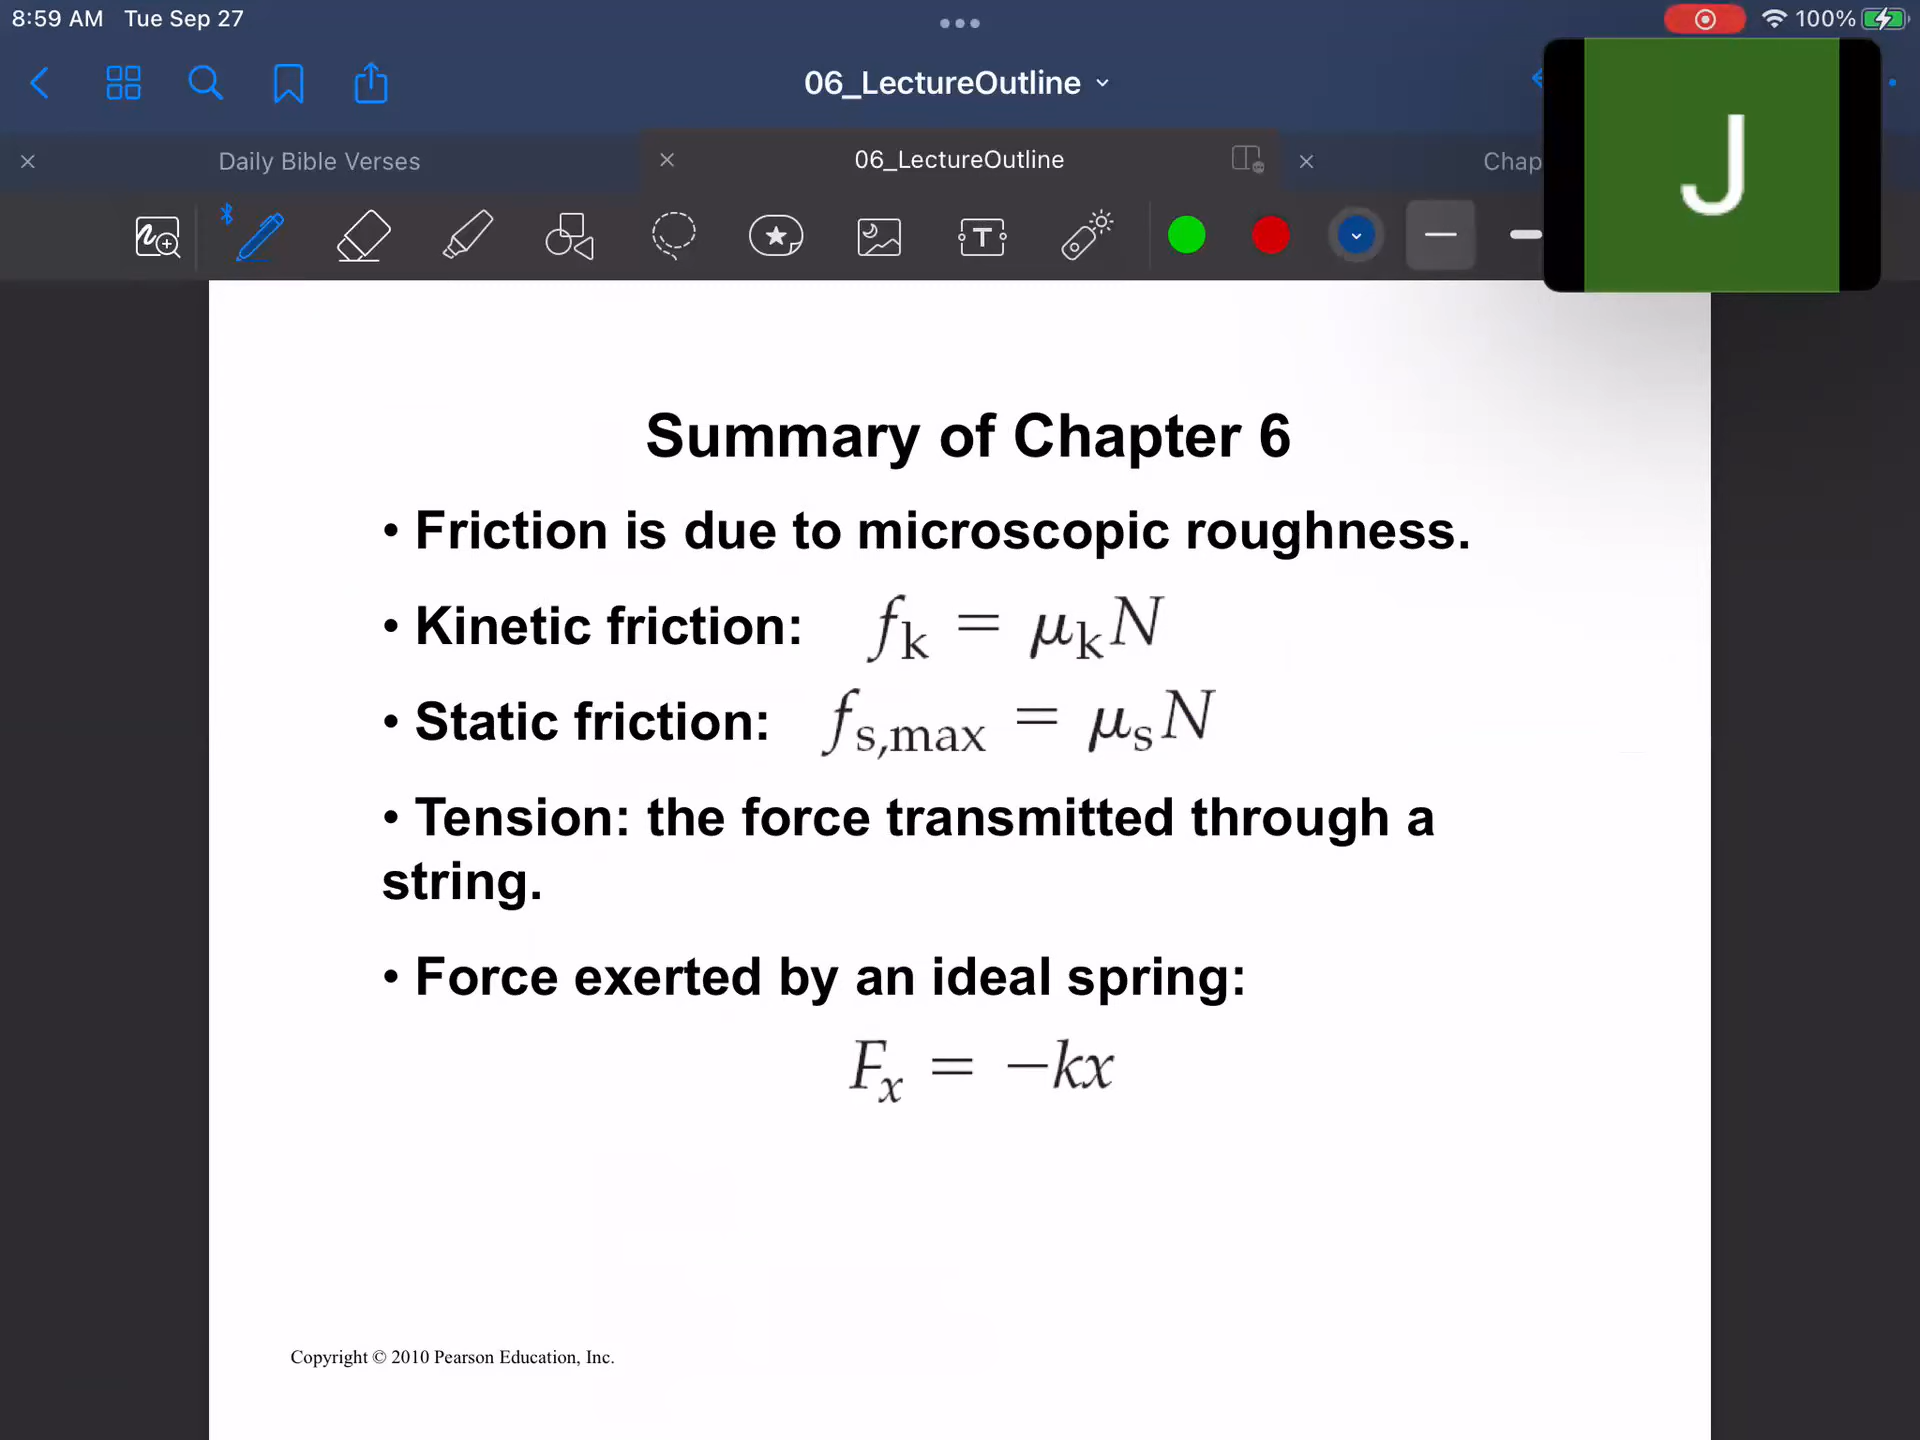 8:59 AM Tue Sep 27
100%
06_LectureOutline
Daily Bible Verses
06_LectureOutline
Chap
T
J
Summary of Chapter 6
• Friction is due to microscopic roughness.
• Kinetic friction: fk = μkN
• Static friction: fs,max = μsN
• Tension: the force transmitted through a
string.
• Force exerted by an ideal spring:
Fx = −kx
Copyright © 2010 Pearson Education, Inc.